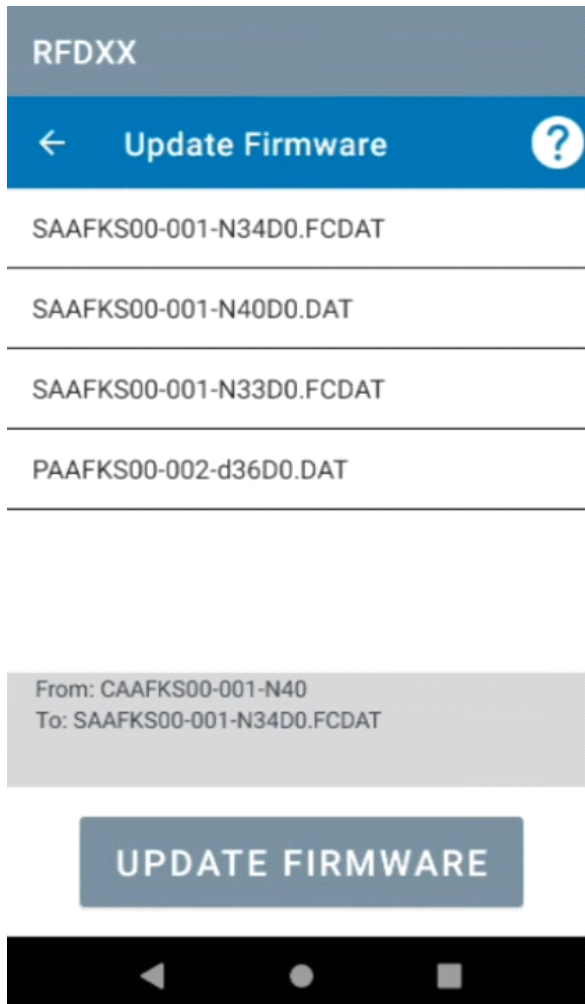 RFDXX
Update Firmware ?
SAAFKS00-001-N34D0.FCDAT
SAAFKS00-001-N40D0.DAT
SAAFKS00-001-N33D0.FCDAT
PAAFKS00-002-d36D0.DAT
From: CAAFKS00-001-N40
To: SAAFKS00-001-N34D0.FCDAT
UPDATE FIRMWARE